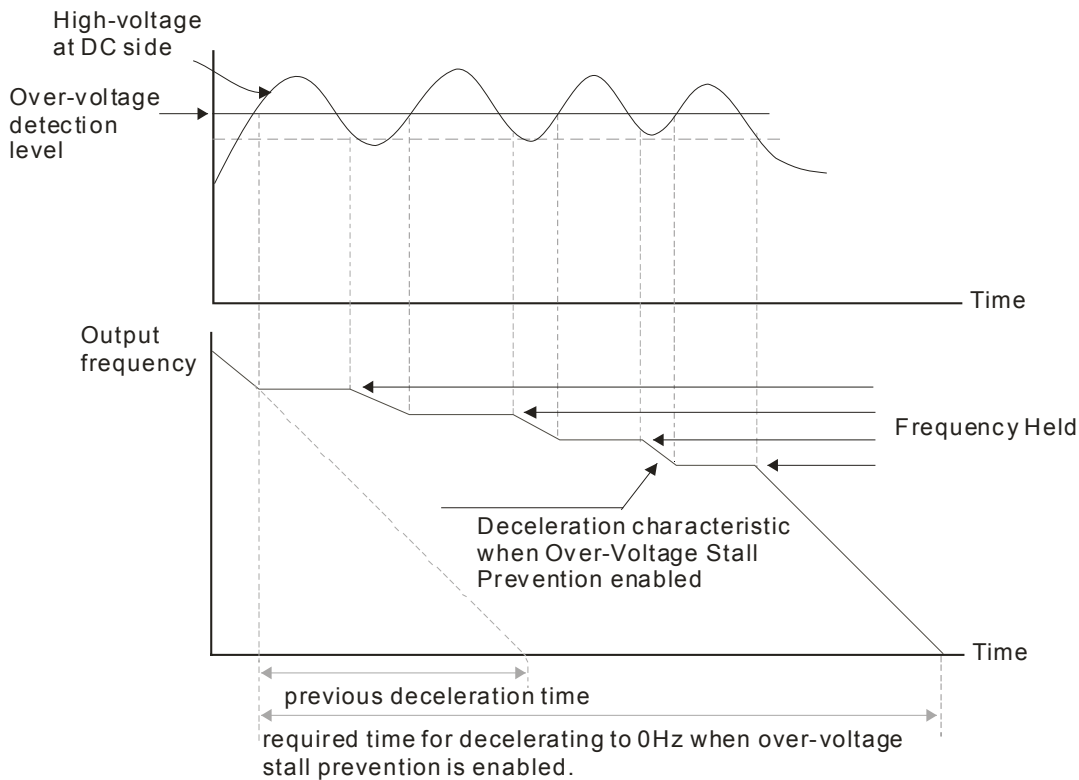 High-voltage
at DC side
Over-voltage
detection
level
Time
Output
frequency
Frequency Held
Deceleration characteristic
when Over-Voltage Stall
Prevention enabled
Time
previous deceleration time
required time for decelerating to 0Hz when over-voltage
stall prevention is enabled.